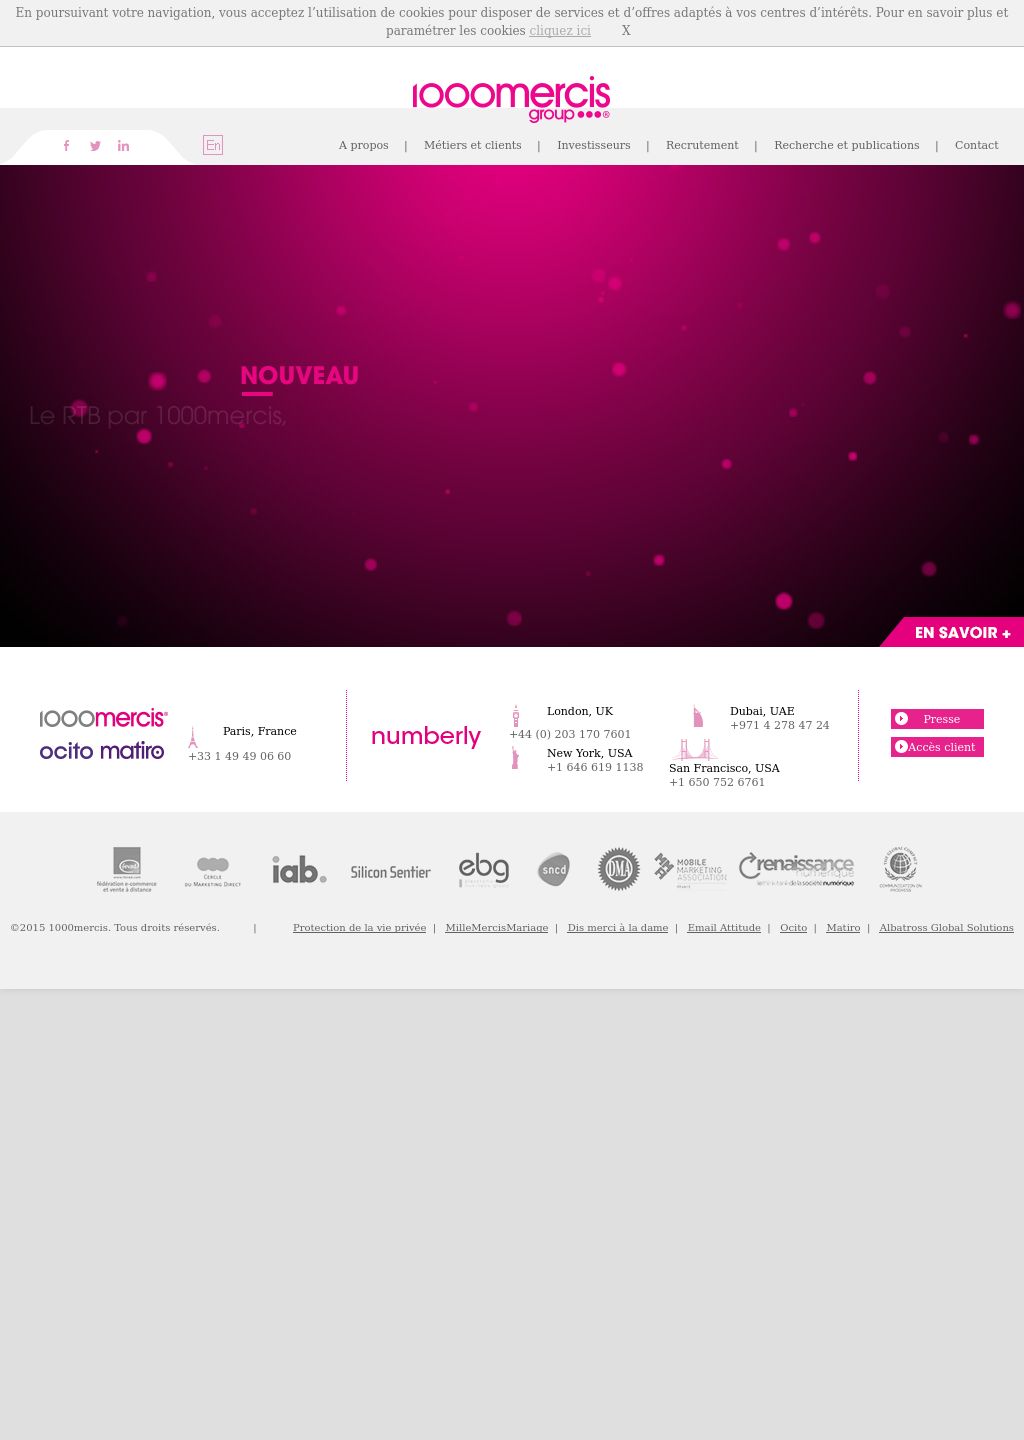 En poursuivant votre navigation, vous acceptez l’utilisation de cookies pour disposer de services et d’offres adaptés à vos centres d’intérêts. Pour en savoir plus et
paramétrer les cookies cliquez ici X
1000mercis
group
En
A propos | Métiers et clients | Investisseurs | Recrutement | Recherche et publications | Contact
NOUVEAU
Le RTB par 1000mercis,
EN SAVOIR +
1000mercis
ocito matiro
Paris, France
+33 1 49 49 06 60
numberly
London, UK
+44 (0) 203 170 7601
New York, USA
+1 646 619 1138
Dubai, UAE
+971 4 278 47 24
San Francisco, USA
+1 650 752 6761
Presse
Accès client
fevad
fédération e-commerce
et vente à distance
CERCLE
DU MARKETING DIRECT
iab.
Silicon Sentier
ebg
sncd
DMA
MOBILE
MARKETING
ASSOCIATION
renaissance
numérique
le think tank de la société numérique
THE GLOBAL COMPACT
COMMUNICATION ON
PROGRESS
©2015 1000mercis. Tous droits réservés. | Protection de la vie privée | MilleMercisMariage | Dis merci à la dame | Email Attitude | Ocito | Matiro | Albatross Global Solutions